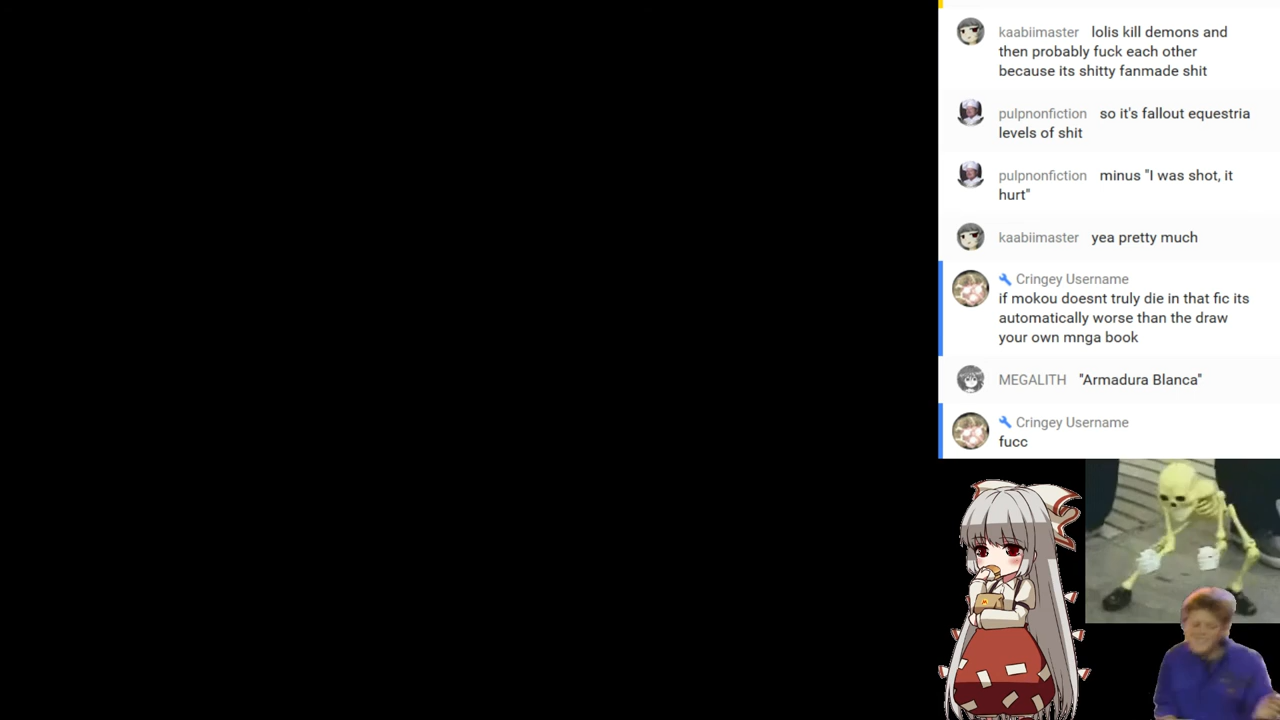 kaabiimaster lolis kill demons and
then probably fuck each other
because its shitty fanmade shit
pulpnonfiction so it's fallout equestria
levels of shit
pulpnonfiction minus "I was shot, it
hurt"
kaabiimaster yea pretty much
Cringey Username
if mokou doesnt truly die in that fic its
automatically worse than the draw
your own mnga book
MEGALITH "Armadura Blanca"
Cringey Username
fucc